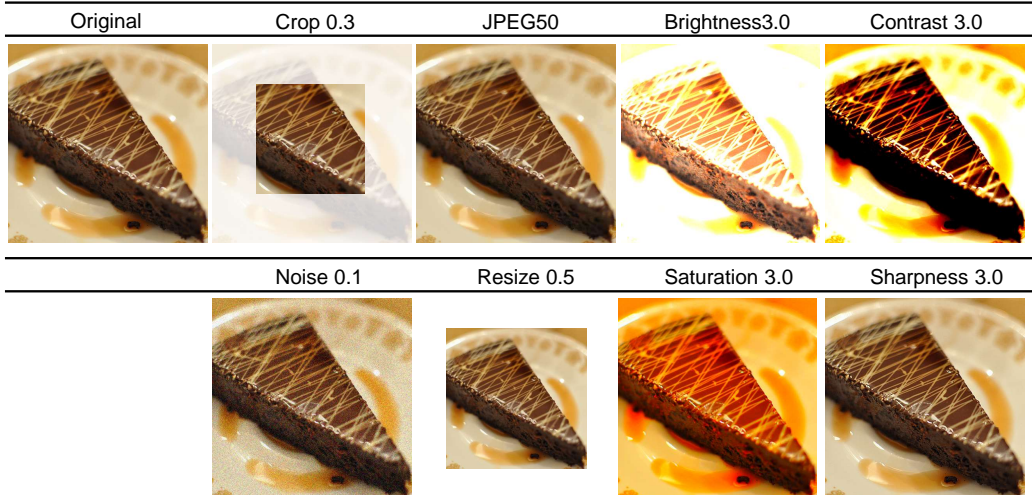 Original Crop 0.3 JPEG50 Brightness3.0 Contrast 3.0
Noise 0.1 Resize 0.5 Saturation 3.0 Sharpness 3.0